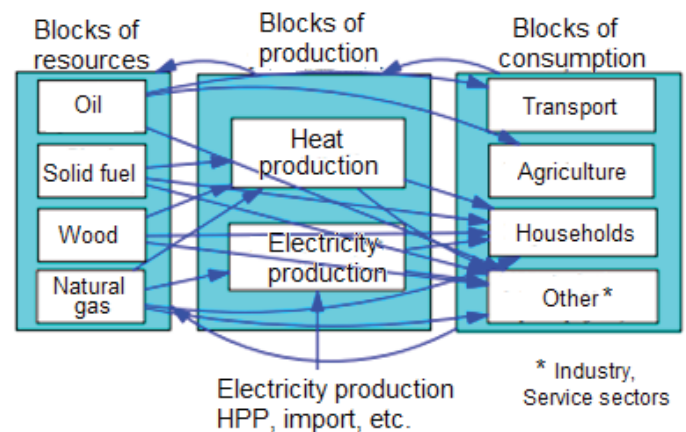 Blocks of
resources
Blocks of
production
Blocks of
consumption
Oil
Solid fuel
Wood
Natural
gas
Heat
production
Electricity
production
Transport
Agriculture
Households
Other*
Electricity production
HPP, import, etc.
* Industry,
Service sectors